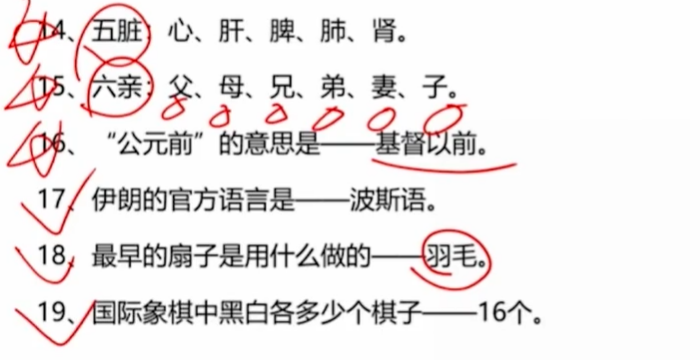 14、五脏：心、肝、脾、肺、肾。
15、六亲：父、母、兄、弟、妻、子。
16、“公元前”的意思是——基督以前。
17、伊朗的官方语言是——波斯语。
18、最早的扇子是用什么做的——羽毛。
19、国际象棋中黑白各多少个棋子——16个。